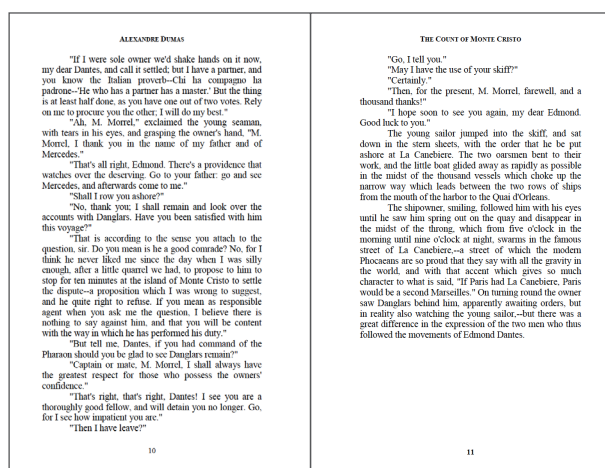 ALEXANDRE DUMAS
"If I were sole owner we'd shake hands on it now,
my dear Dantes, and call it settled; but I have a partner, and
you know the Italian proverb--Chi ha compagno ha
padrone--'He who has a partner has a master.' But the thing
is at least half done, as you have one out of two votes. Rely
on me to procure you the other; I will do my best."
"Ah, M. Morrel," exclaimed the young seaman,
with tears in his eyes, and grasping the owner's hand, "M.
Morrel, I thank you in the name of my father and of
Mercedes."
"That's all right, Edmond. There's a providence that
watches over the deserving. Go to your father: go and see
Mercedes, and afterwards come to me."
"Shall I row you ashore?"
"No, thank you; I shall remain and look over the
accounts with Danglars. Have you been satisfied with him
this voyage?"
"That is according to the sense you attach to the
question, sir. Do you mean is he a good comrade? No, for I
think he never liked me since the day when I was silly
enough, after a little quarrel we had, to propose to him to
stop for ten minutes at the island of Monte Cristo to settle
the dispute--a proposition which I was wrong to suggest,
and he quite right to refuse. If you mean as responsible
agent when you ask me the question, I believe there is
nothing to say against him, and that you will be content
with the way in which he has performed his duty."
"But tell me, Dantes, if you had command of the
Pharaon should you be glad to see Danglars remain?"
"Captain or mate, M. Morrel, I shall always have
the greatest respect for those who possess the owners'
confidence."
"That's right, that's right, Dantes! I see you are a
thoroughly good fellow, and will detain you no longer. Go,
for I see how impatient you are."
"Then I have leave?"
10
THE COUNT OF MONTE CRISTO
"Go, I tell you."
"May I have the use of your skiff?"
"Certainly."
"Then, for the present, M. Morrel, farewell, and a
thousand thanks!"
"I hope soon to see you again, my dear Edmond.
Good luck to you."
The young sailor jumped into the skiff, and sat
down in the stern sheets, with the order that he be put
ashore at La Canebiere. The two oarsmen bent to their
work, and the little boat glided away as rapidly as possible
in the midst of the thousand vessels which choke up the
narrow way which leads between the two rows of ships
from the mouth of the harbor to the Quai d'Orleans.
The shipowner, smiling, followed him with his eyes
until he saw him spring out on the quay and disappear in
the midst of the throng, which from five o'clock in the
morning until nine o'clock at night, swarms in the famous
street of La Canebiere,--a street of which the modern
Phocaeans are so proud that they say with all the gravity in
the world, and with that accent which gives so much
character to what is said, "If Paris had La Canebiere, Paris
would be a second Marseilles." On turning round the owner
saw Danglars behind him, apparently awaiting orders, but
in reality also watching the young sailor,--but there was a
great difference in the expression of the two men who thus
followed the movements of Edmond Dantes.
11